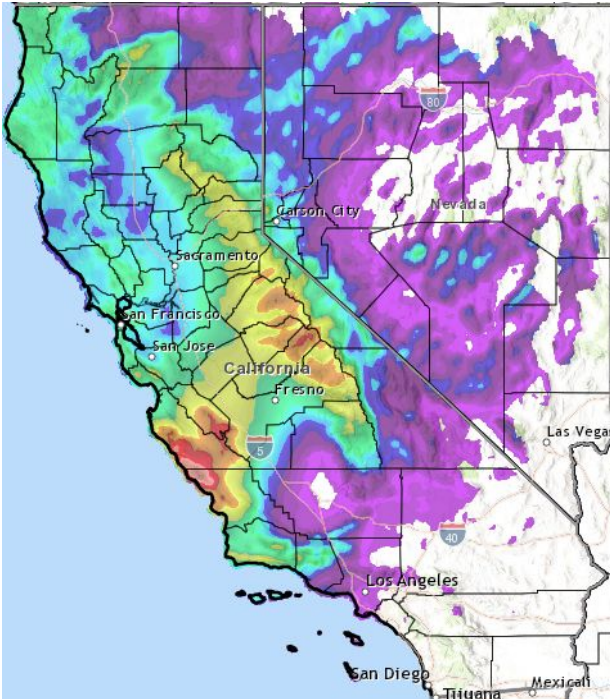 80
Nevada
Carson City
Sacramento
San Francisco
San Jose
California
Fresno
Las Vegas
5
40
Los Angeles
San Diego
Tijuana
Mexicali